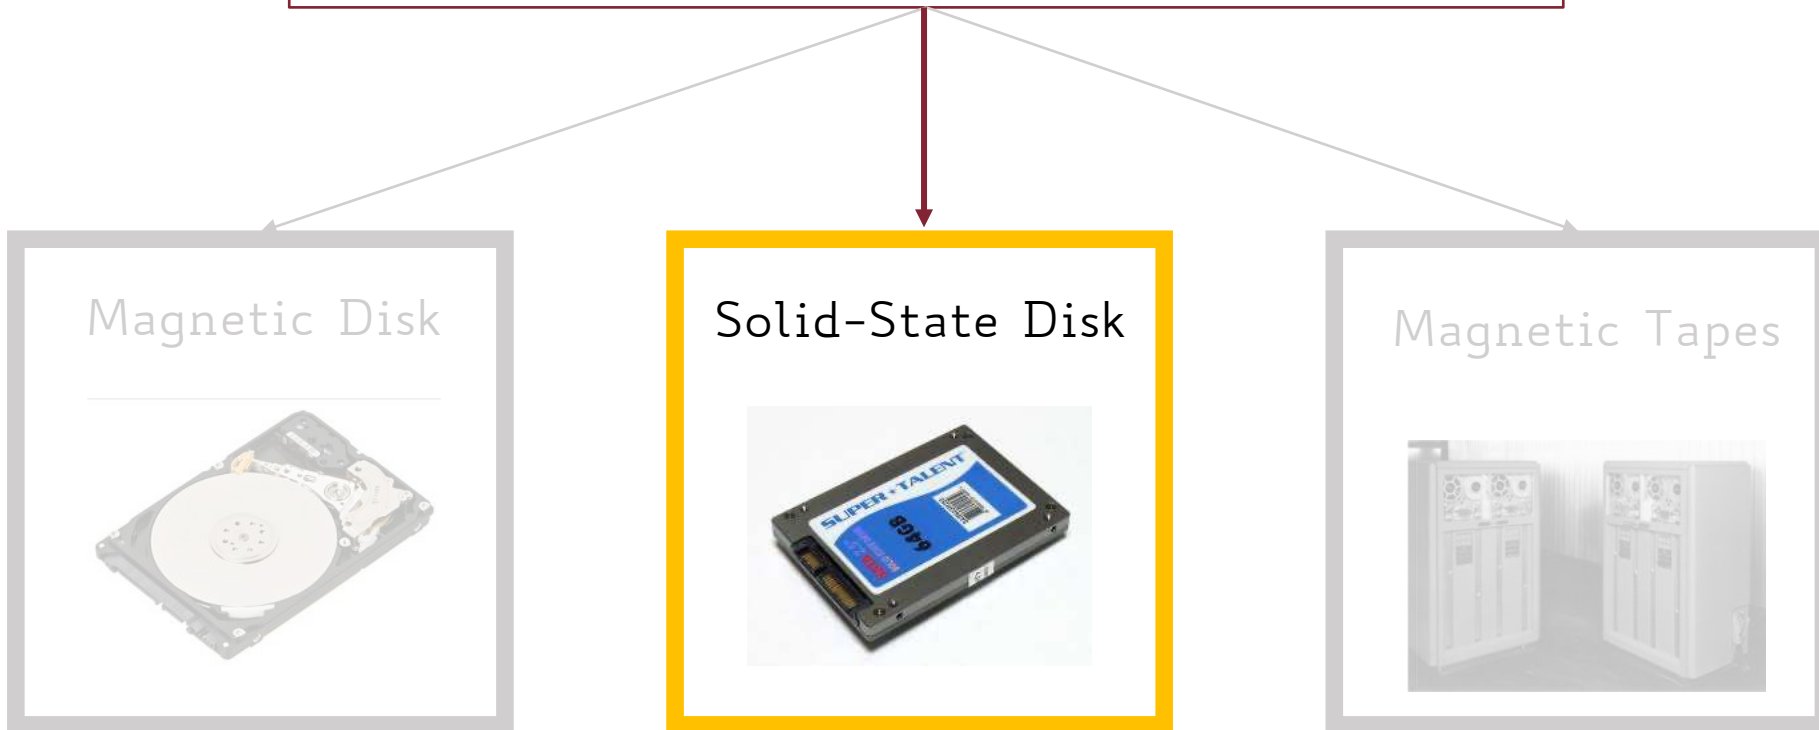 Magnetic Disk
Solid-State Disk
Magnetic Tapes
SUPER★TALENT
64GB